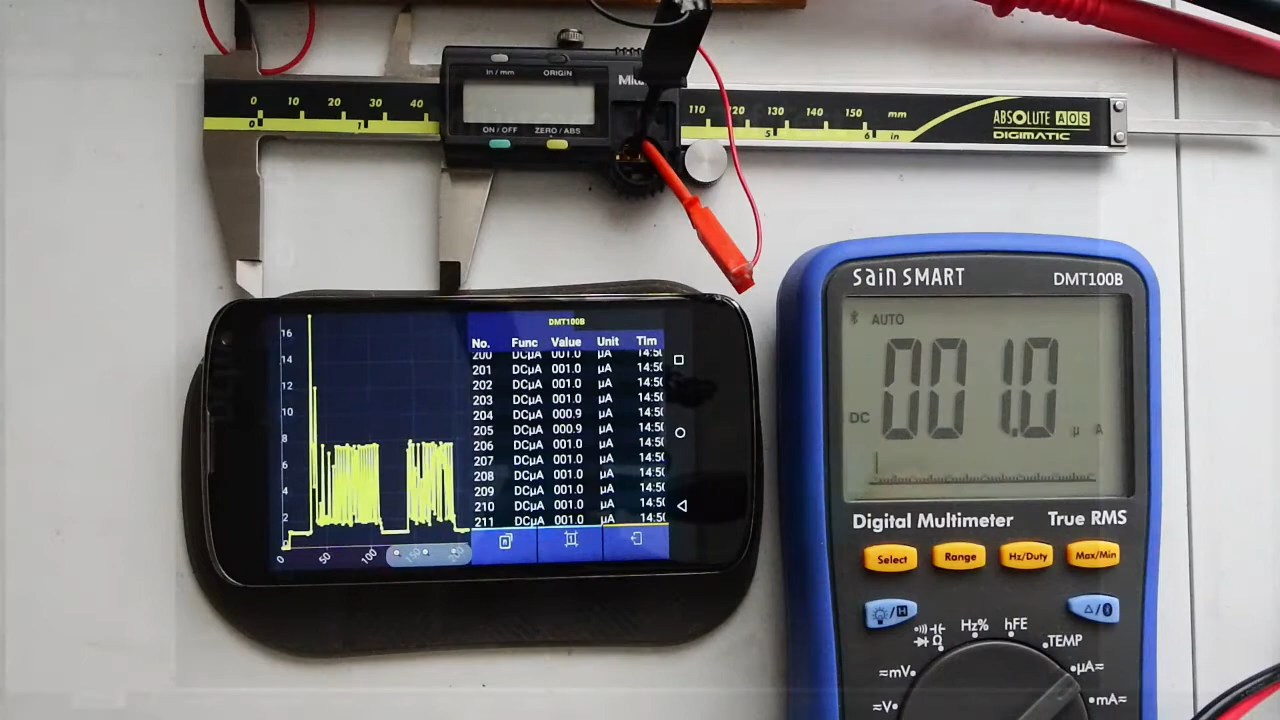 In / mm ORIGIN
0 10 20 30 40
110 120 130 140 150 mm
1 5 6 in
ON / OFF ZERO / ABS
ABSOLUTE AOS
DIGIMATIC
SainSMART DMT100B
AUTO
DC 001.0 μ A
Digital Multimeter True RMS
Select Range Hz/Duty Max/Min
/H
Δ/
Hz% hFE
Ω
TEMP
≂mV
μA≂
≂V
mA≂
DMT100B
No. Func Value Unit Tim
200 DCμA 001.0 μA 14:50
201 DCμA 001.0 μA 14:50
202 DCμA 001.0 μA 14:50
203 DCμA 001.0 μA 14:50
204 DCμA 000.9 μA 14:50
205 DCμA 000.9 μA 14:50
206 DCμA 001.0 μA 14:50
207 DCμA 001.0 μA 14:50
208 DCμA 001.0 μA 14:50
209 DCμA 001.0 μA 14:50
210 DCμA 001.0 μA 14:50
211 DCμA 001.0 μA 14:50
16
14
12
10
8
6
4
2
0
0 50 100 150